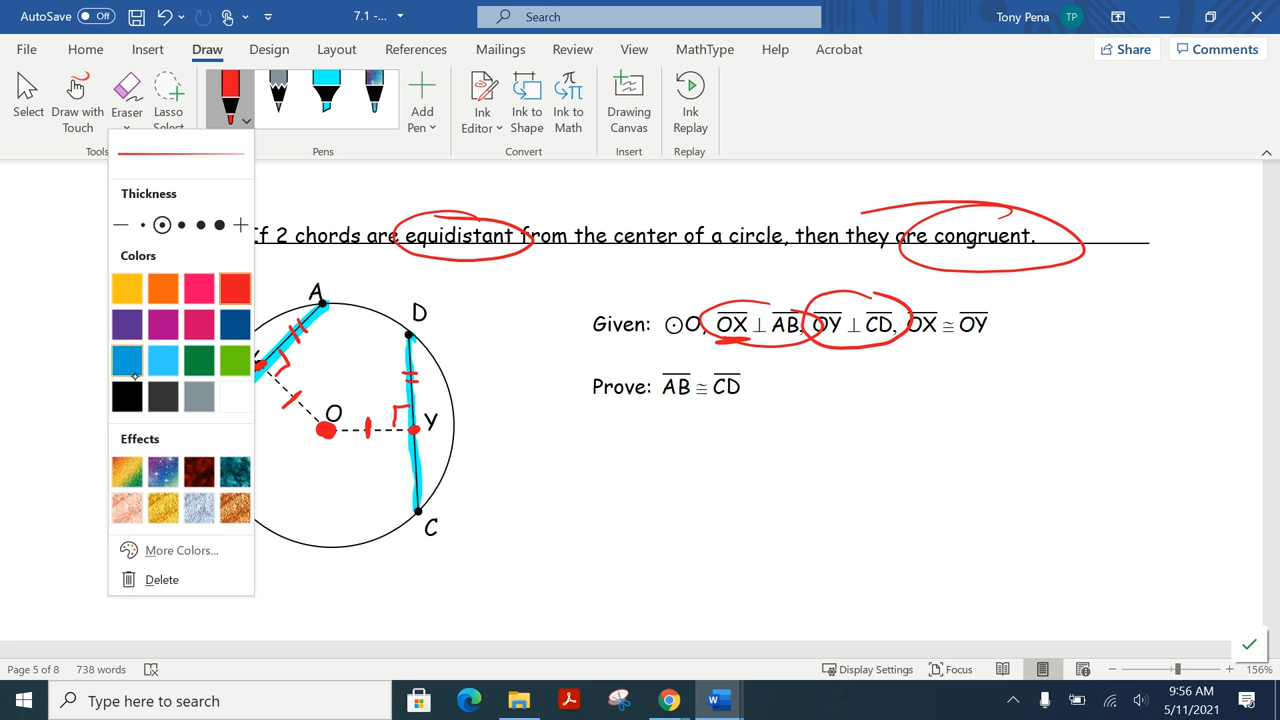 AutoSave Off 7.1 -... Search Tony Pena TP
File Home Insert Draw Design Layout References Mailings Review View MathType Help Acrobat Share Comments
Select Draw with Touch Eraser Lasso Select Add Pen Ink Editor Ink to Shape Ink to Math Drawing Canvas Ink Replay
Tools Pens Convert Insert Replay
Thickness
Colors
Effects
More Colors...
Delete
If 2 chords are equidistant from the center of a circle, then they are congruent.
A
D
O
Y
C
Given: ⊙O, OX ⊥ AB, OY ⊥ CD, OX ≅ OY
Prove: AB ≅ CD
Page 5 of 8 738 words Display Settings Focus 156%
Type here to search
9:56 AM
5/11/2021